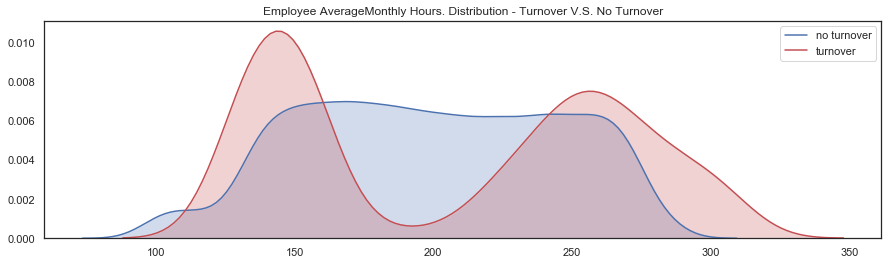 Employee AverageMonthly Hours. Distribution - Turnover V.S. No Turnover
no turnover
turnover
0.010
0.008
0.006
0.004
0.002
0.000
100 150 200 250 300 350